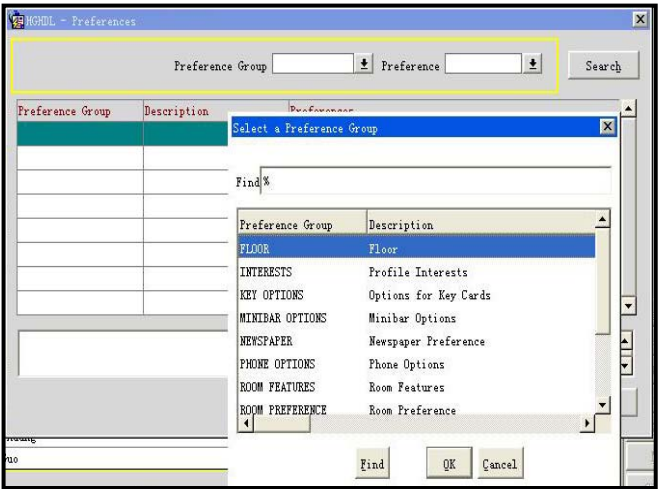 HGHDL - Preferences
Preference Group Preference Search
Preference Group Description Preferences
Select a Preference Group
Find %
Preference Group Description
FLOOR Floor
INTERESTS Profile Interests
KEY OPTIONS Options for Key Cards
MINIBAR OPTIONS Minibar Options
NEWSPAPER Newspaper Preference
PHONE OPTIONS Phone Options
ROOM FEATURES Room Features
ROOM PREFERENCE Room Preference
Find OK Cancel